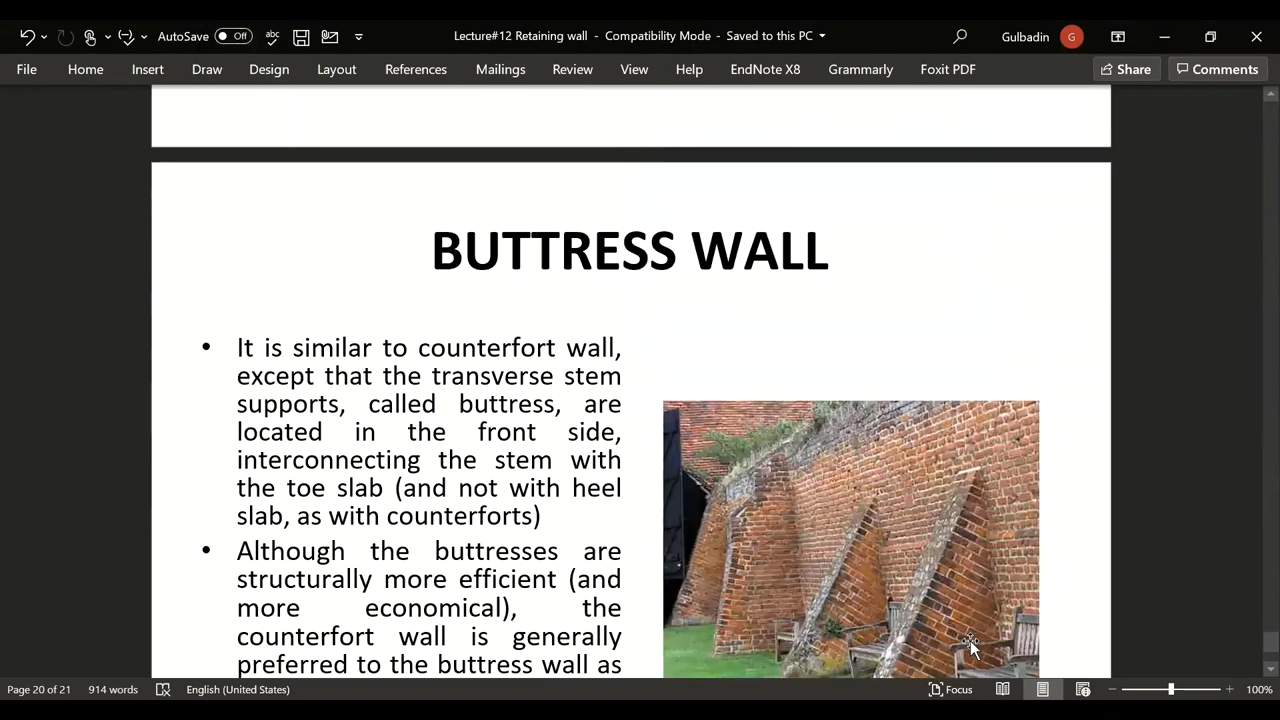 AutoSave Off Lecture#12 Retaining wall - Compatibility Mode - Saved to this PC Gulbadin G
File Home Insert Draw Design Layout References Mailings Review View Help EndNote X8 Grammarly Foxit PDF Share Comments
BUTTRESS WALL
• It is similar to counterfort wall,
except that the transverse stem
supports, called buttress, are
located in the front side,
interconnecting the stem with
the toe slab (and not with heel
slab, as with counterforts)
• Although the buttresses are
structurally more efficient (and
more economical), the
counterfort wall is generally
preferred to the buttress wall as
Page 20 of 21 914 words English (United States) Focus 100%